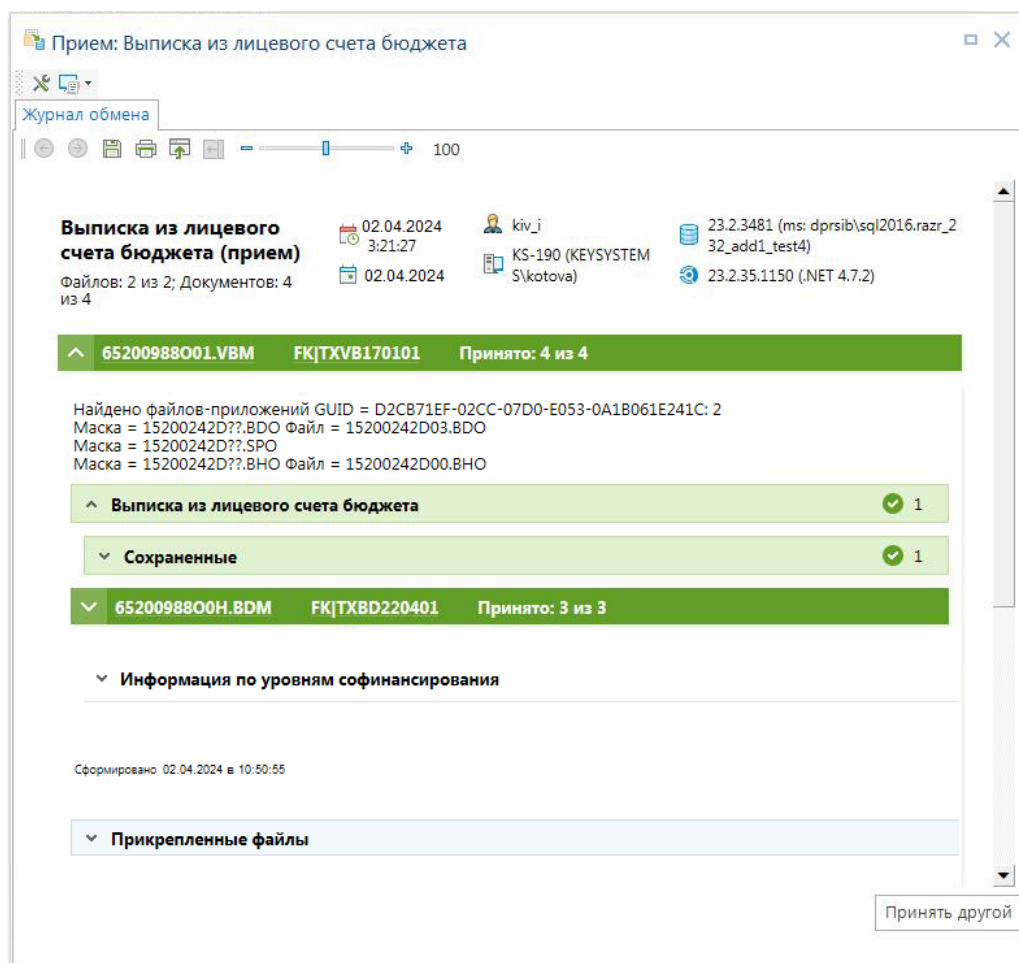 Прием: Выписка из лицевого счета бюджета
Журнал обмена
100
Выписка из лицевого
счета бюджета (прием)
Файлов: 2 из 2; Документов: 4
из 4
02.04.2024
3:21:27
02.04.2024
kiv_i
KS-190 (KEYSYSTEM
S\kotova)
23.2.3481 (ms: dprsib\sql2016.razr_2
32_add1_test4)
23.2.35.1150 (.NET 4.7.2)
65200988O01.VBM FK|TXVB170101 Принято: 4 из 4
Найдено файлов-приложений GUID = D2CB71EF-02CC-07D0-E053-0A1B061E241C: 2
Маска = 15200242D??.BDO Файл = 15200242D03.BDO
Маска = 15200242D??.SPO
Маска = 15200242D??.BHO Файл = 15200242D00.BHO
Выписка из лицевого счета бюджета 1
Сохраненные 1
65200988O0H.BDM FK|TXBD220401 Принято: 3 из 3
Информация по уровням софинансирования
Сформировано 02.04.2024 в 10:50:55
Прикрепленные файлы
Принять другой